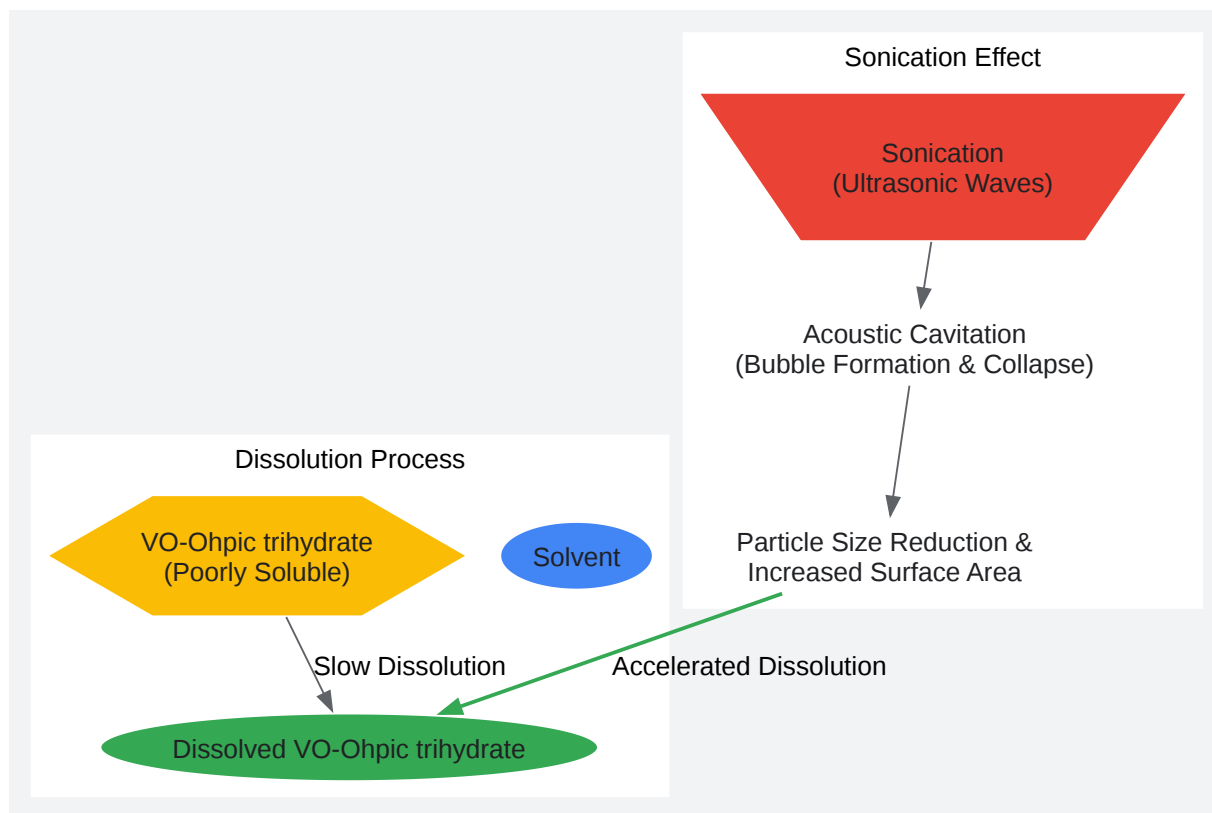 Sonication Effect
Sonication
(Ultrasonic Waves)
Acoustic Cavitation
(Bubble Formation & Collapse)
Particle Size Reduction &
Increased Surface Area
Dissolution Process
VO-Ohpic trihydrate
(Poorly Soluble)
Solvent
Slow Dissolution
Accelerated Dissolution
Dissolved VO-Ohpic trihydrate